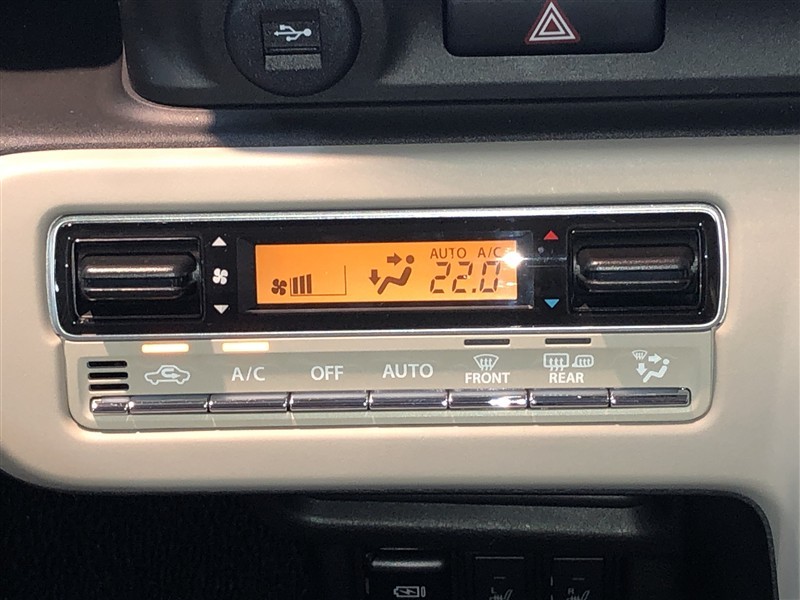 AUTO A/C
22.0
A/C OFF AUTO FRONT REAR
L R